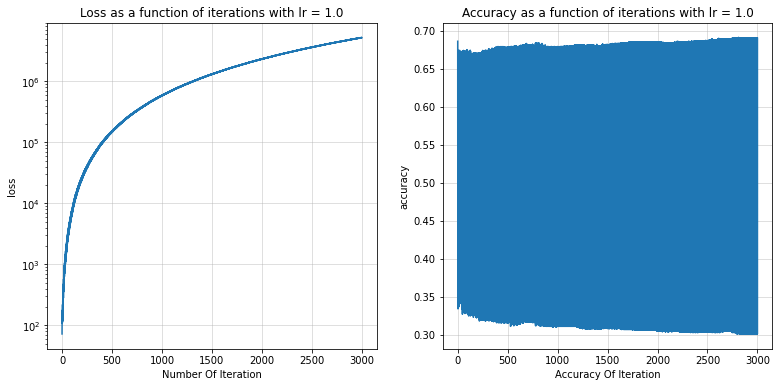 Loss as a function of iterations with lr = 1.0
10⁶
10⁵
10⁴
10³
10²
loss
0 500 1000 1500 2000 2500 3000
Number Of Iteration
Accuracy as a function of iterations with lr = 1.0
0.70
0.65
0.60
0.55
0.50
0.45
0.40
0.35
0.30
accuracy
0 500 1000 1500 2000 2500 3000
Accuracy Of Iteration